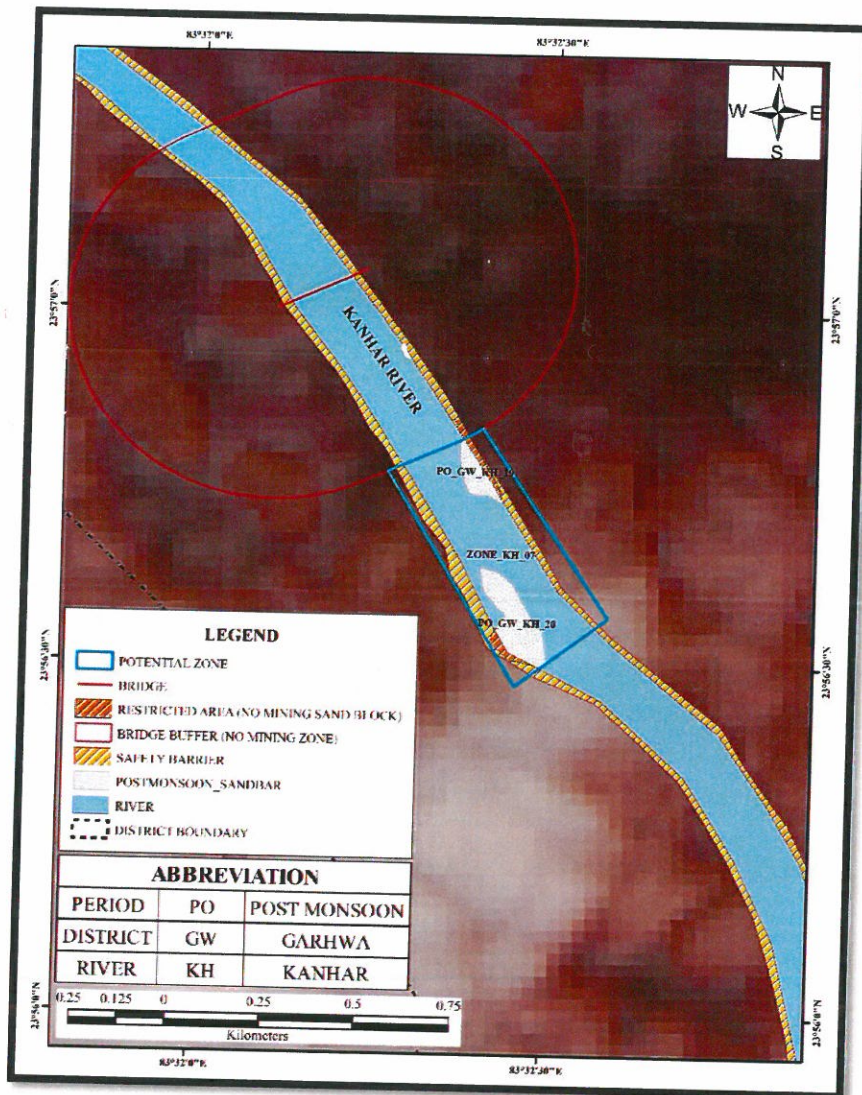 83°32'0"E
83°32'30"E
N
W E
S
23°57'0"N
23°57'0"N
KANHAR RIVER
PO_GW_KH_19
ZONE_KH_07
PO_GW_KH_20
23°56'30"N
23°56'30"N
LEGEND
POTENTIAL ZONE
BRIDGE
RESTRICTED AREA (NO MINING SAND BLOCK)
BRIDGE BUFFER (NO MINING ZONE)
SAFETY BARRIER
POSTMONSOON_SANDBAR
RIVER
DISTRICT BOUNDARY
ABBREVIATION
PERIOD PO POST MONSOON
DISTRICT GW GARHWA
RIVER KH KANHAR
0.25 0.125 0 0.25 0.5 0.75
Kilometers
23°56'0"N
23°56'0"N
83°32'0"E
83°32'30"E